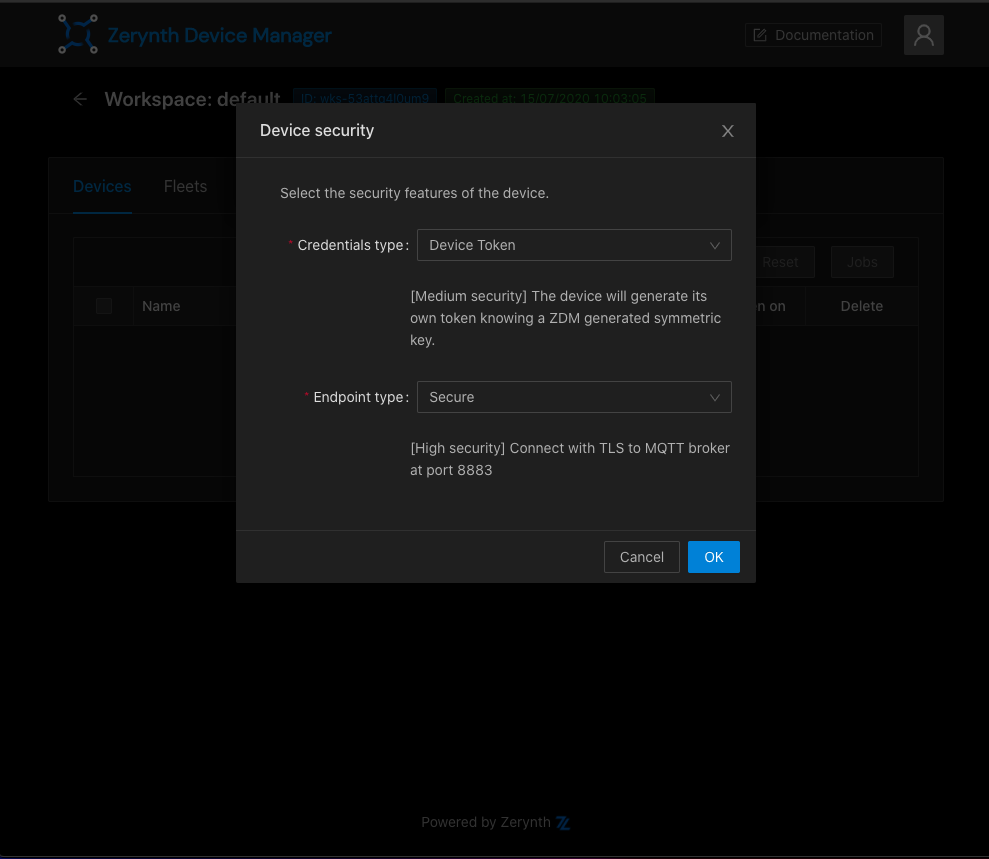 Zerynth Device Manager
Documentation
Workspace: default
Created at: 15/07/2020 10:03:05
Device security
X
Devices
Fleets
Select the security features of the device.
* Credentials type:
Device Token
Reset
Jobs
[Medium security] The device will generate its
own token knowing a ZDM generated symmetric
key.
Name
n on
Delete
* Endpoint type:
Secure
[High security] Connect with TLS to MQTT broker
at port 8883
Cancel
OK
Powered by Zerynth